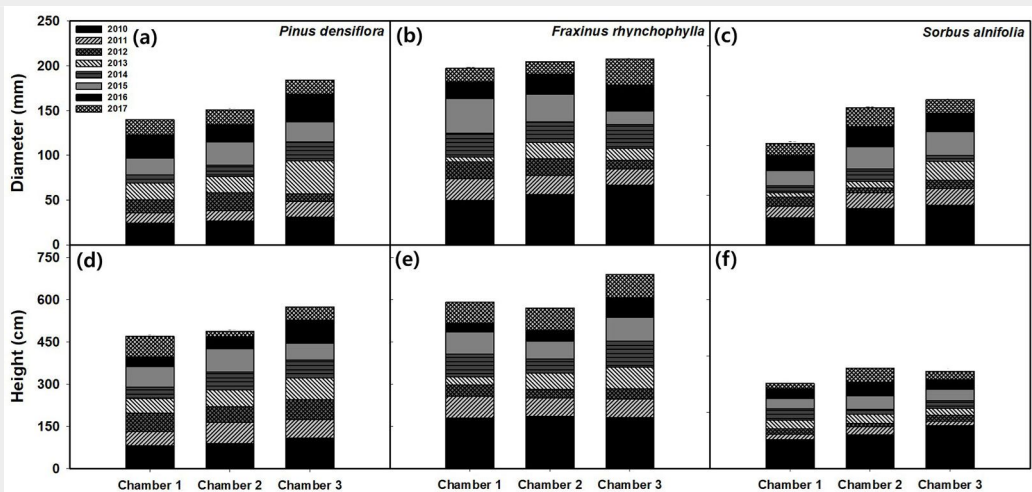 250
200
150
100
50
0
Diameter (mm)
2010
2011
2012
2013
2014
2015
2016
2017
(a)
Pinus densiflora
(b)
Fraxinus rhynchophylla
(c)
Sorbus alnifolia
750
600
450
300
150
0
Height (cm)
(d)
(e)
(f)
Chamber 1 Chamber 2 Chamber 3
Chamber 1 Chamber 2 Chamber 3
Chamber 1 Chamber 2 Chamber 3